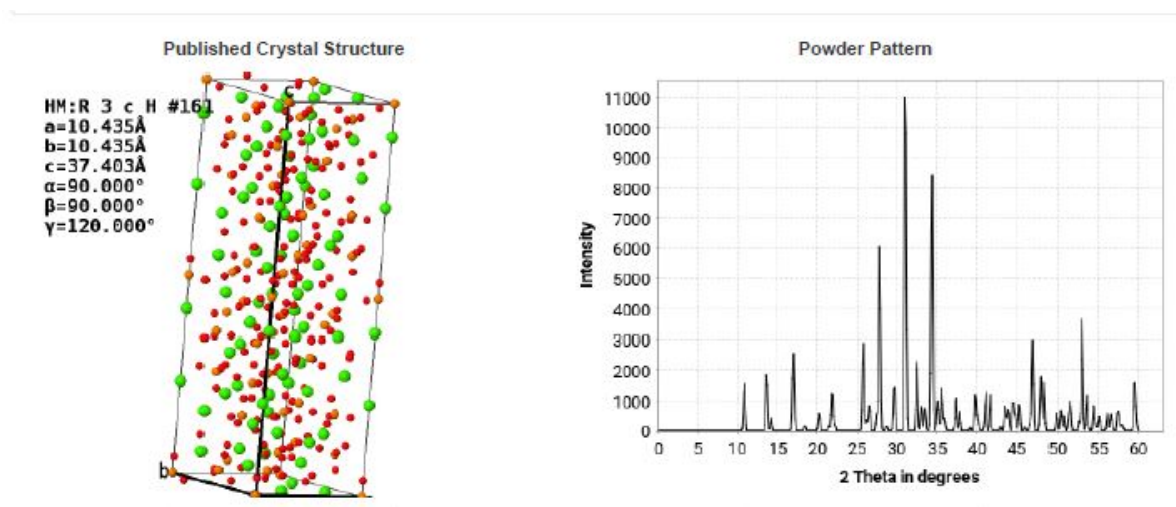 Published Crystal Structure
HM:R 3 c H #161
a=10.435Å
b=10.435Å
c=37.403Å
α=90.000°
β=90.000°
γ=120.000°
c
b
Powder Pattern
Intensity
11000
10000
9000
8000
7000
6000
5000
4000
3000
2000
1000
0
0 5 10 15 20 25 30 35 40 45 50 55 60
2 Theta in degrees